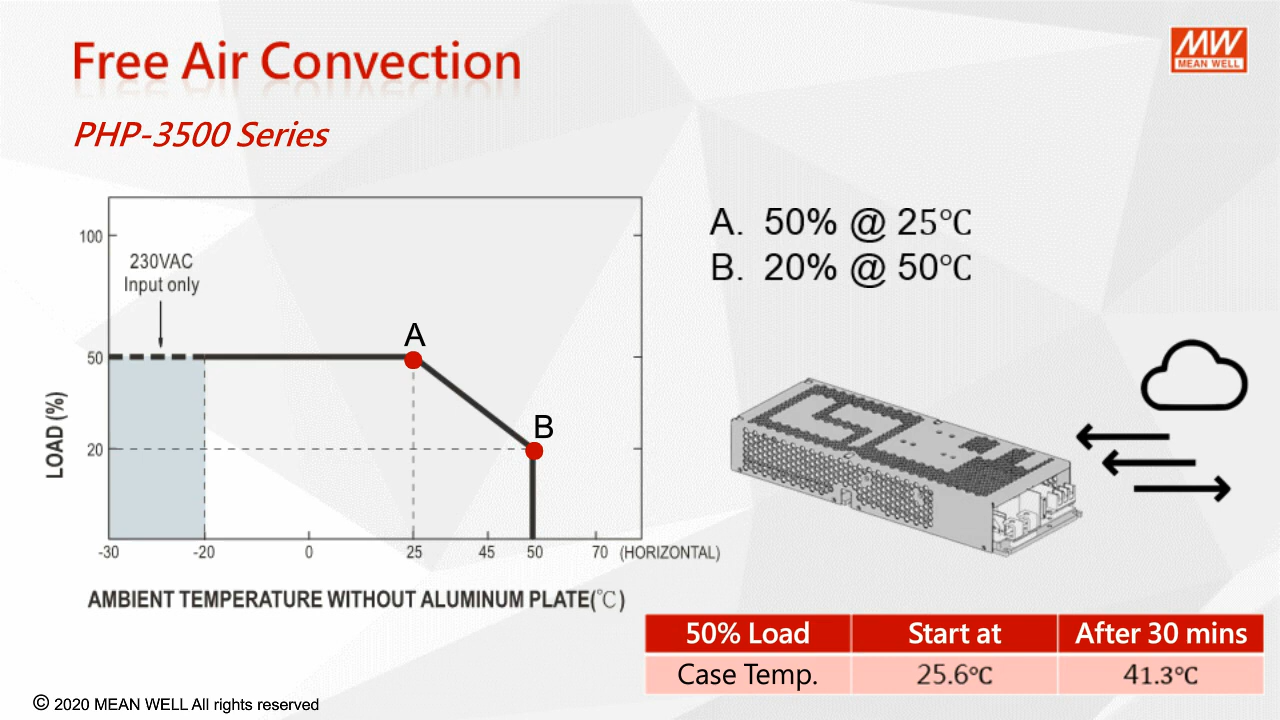 Free Air Convection
MW
MEAN WELL
PHP-3500 Series
100
230VAC
Input only
50
20
LOAD (%)
A
B
-30 -20 0 25 45 50 70 (HORIZONTAL)
AMBIENT TEMPERATURE WITHOUT ALUMINUM PLATE(℃)
A. 50% @ 25℃
B. 20% @ 50℃
50% Load Start at After 30 mins
Case Temp. 25.6℃ 41.3℃
© 2020 MEAN WELL All rights reserved